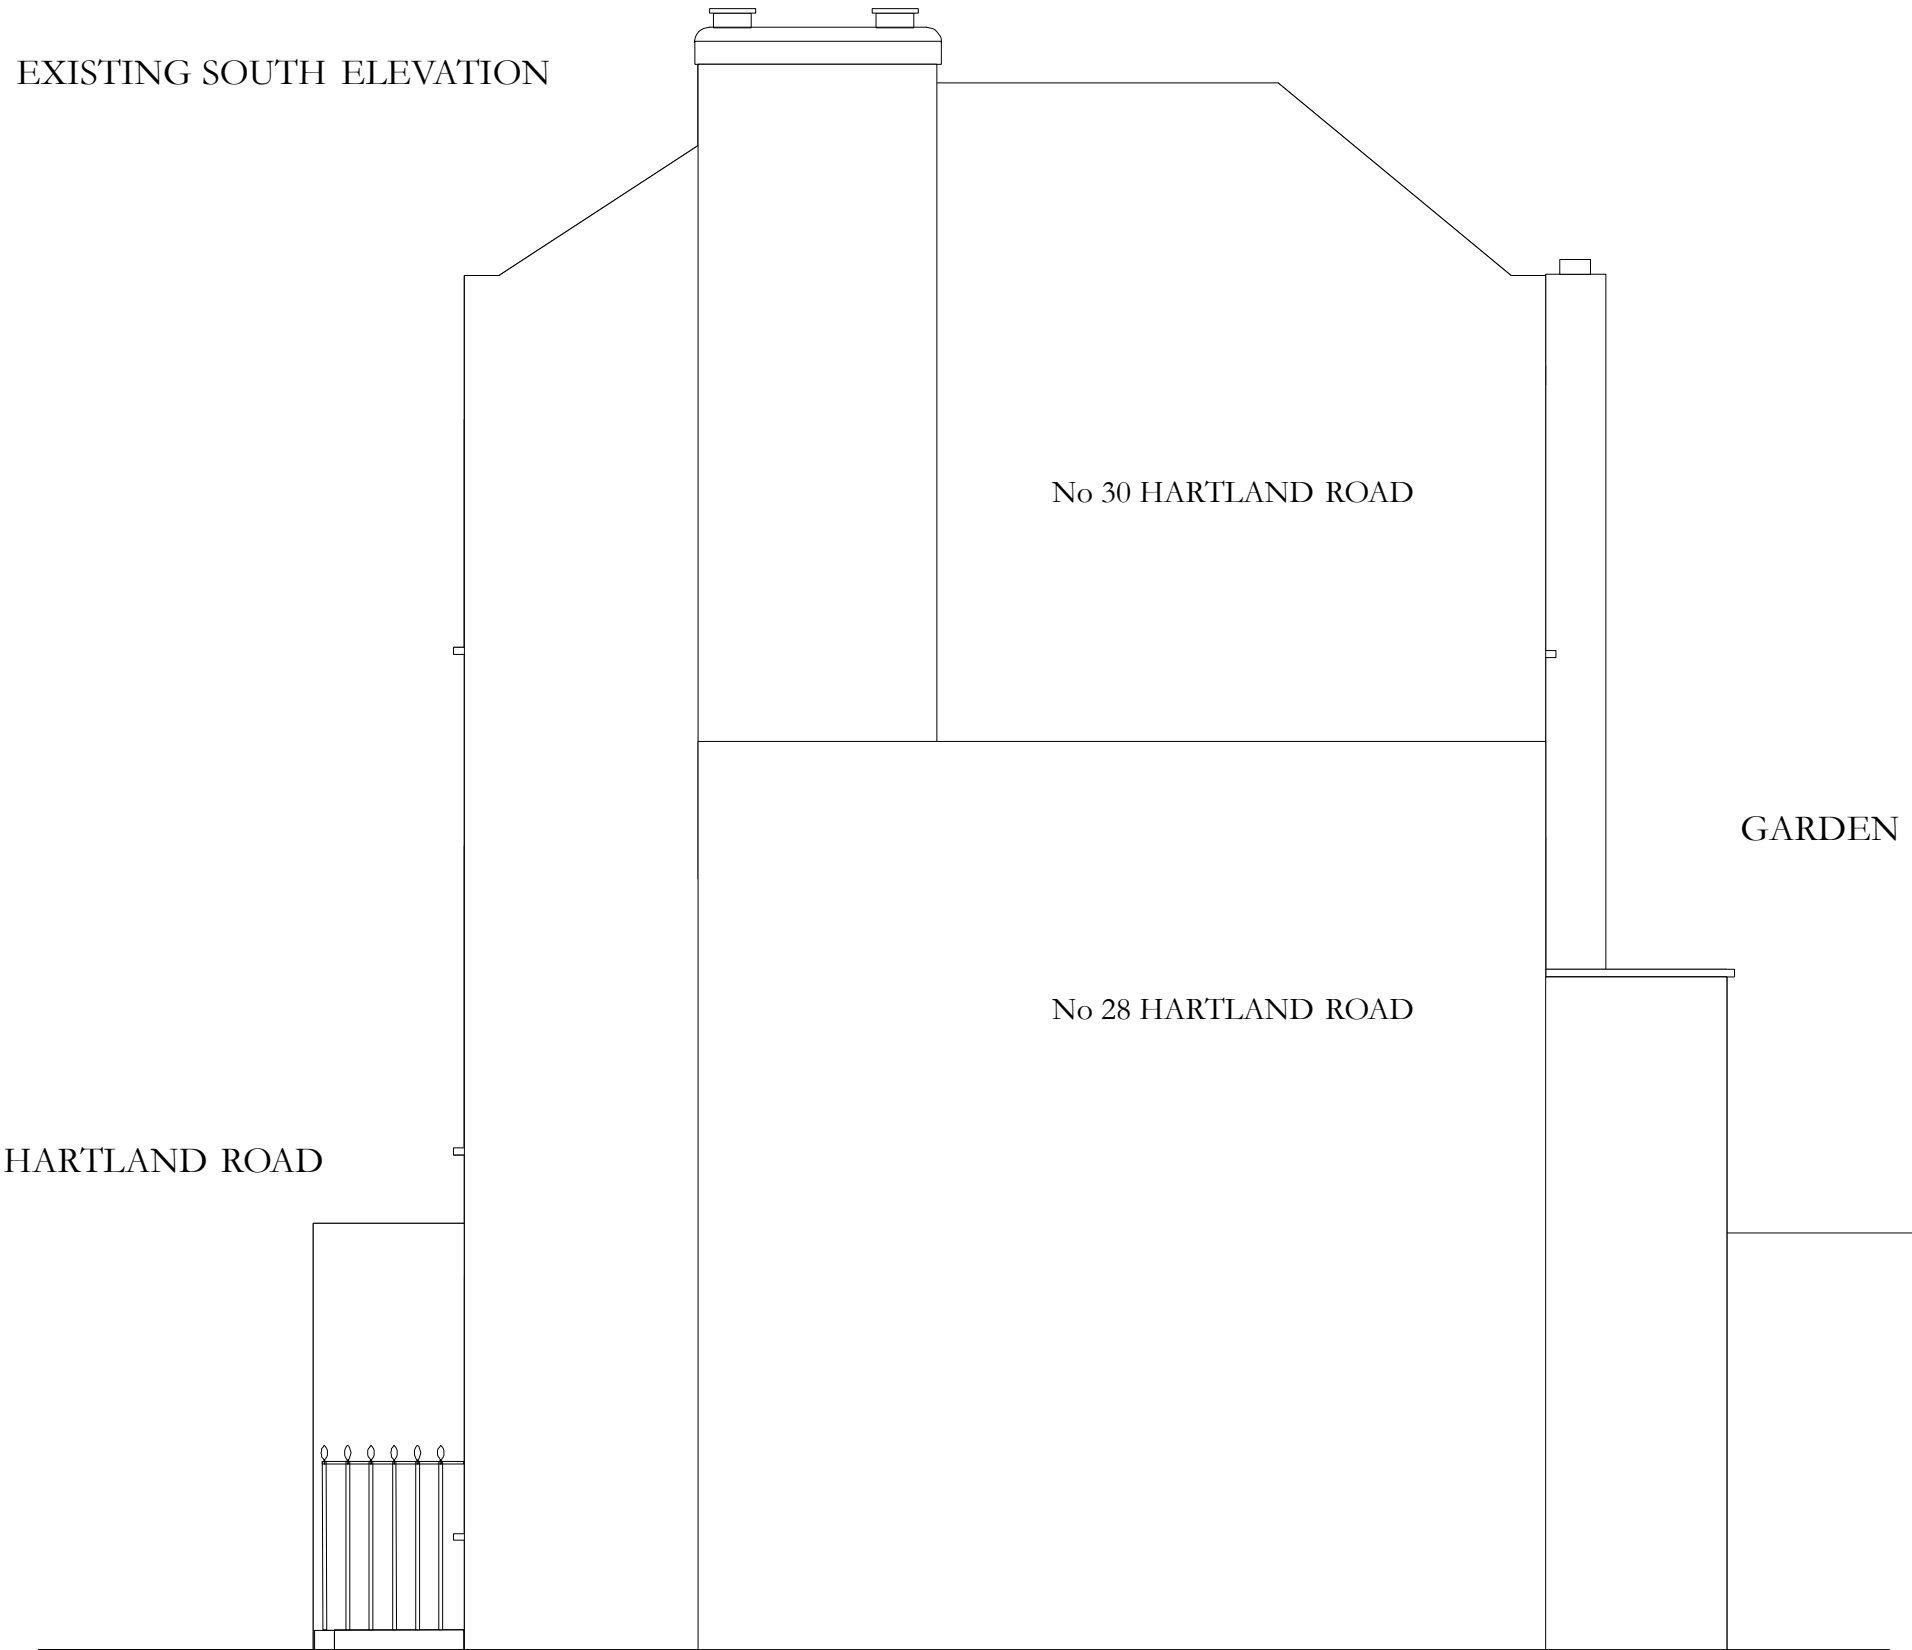 EXISTING SOUTH ELEVATION
No 30 HARTLAND ROAD
GARDEN
No 28 HARTLAND ROAD
HARTLAND ROAD